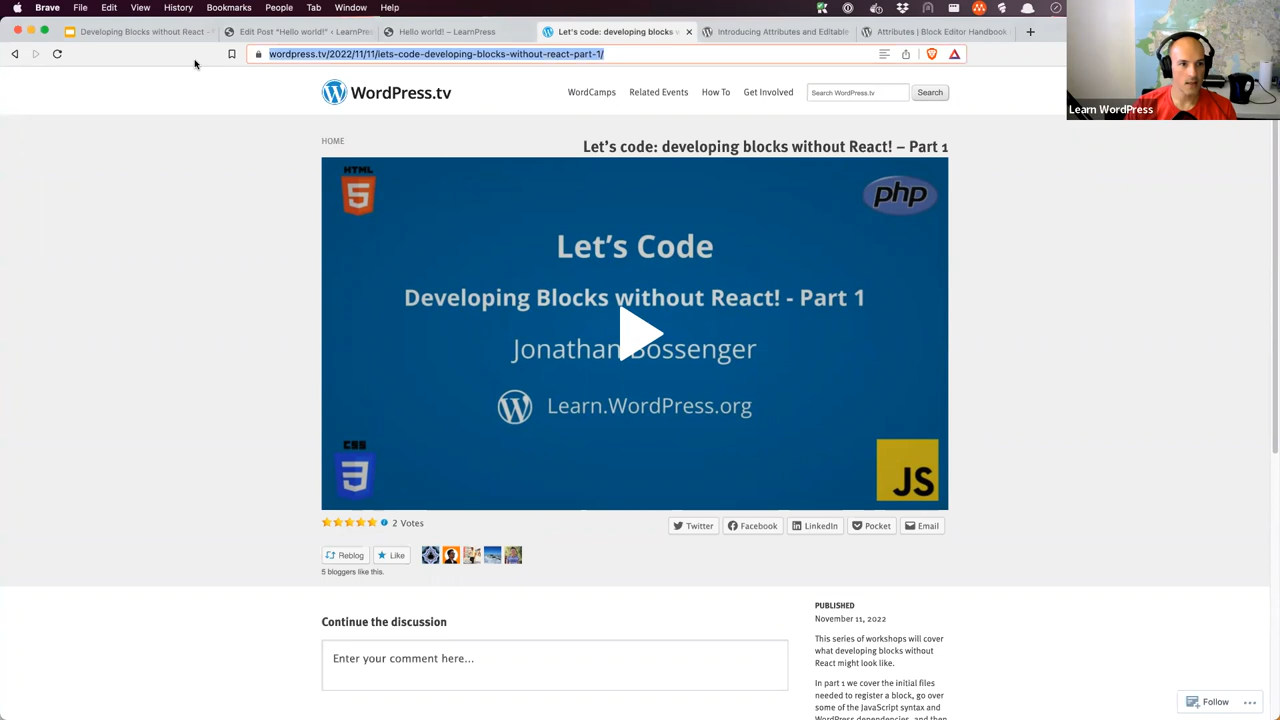 Brave File Edit View History Bookmarks People Tab Window Help
Developing Blocks without React -
Edit Post “Hello world!” ‹ LearnPress
Hello world! – LearnPress
Let's code: developing blocks
Introducing Attributes and Editable
Attributes | Block Editor Handbook
wordpress.tv/2022/11/11/lets-code-developing-blocks-without-react-part-1/
Learn WordPress
WordPress.tv
WordCamps Related Events How To Get Involved
Search WordPress.tv
Search
HOME
Let’s code: developing blocks without React! – Part 1
HTML
5
php
Let’s Code
Developing Blocks without React! - Part 1
Jonathan Bossenger
Learn.WordPress.org
CSS
3
JS
2 Votes
Twitter Facebook LinkedIn Pocket Email
Reblog Like
5 bloggers like this.
Continue the discussion
Enter your comment here...
PUBLISHED
November 11, 2022
This series of workshops will cover
what developing blocks without
React might look like.
In part 1 we cover the initial files
needed to register a block, go over
some of the JavaScript syntax and
WordPress dependencies, and then
Follow